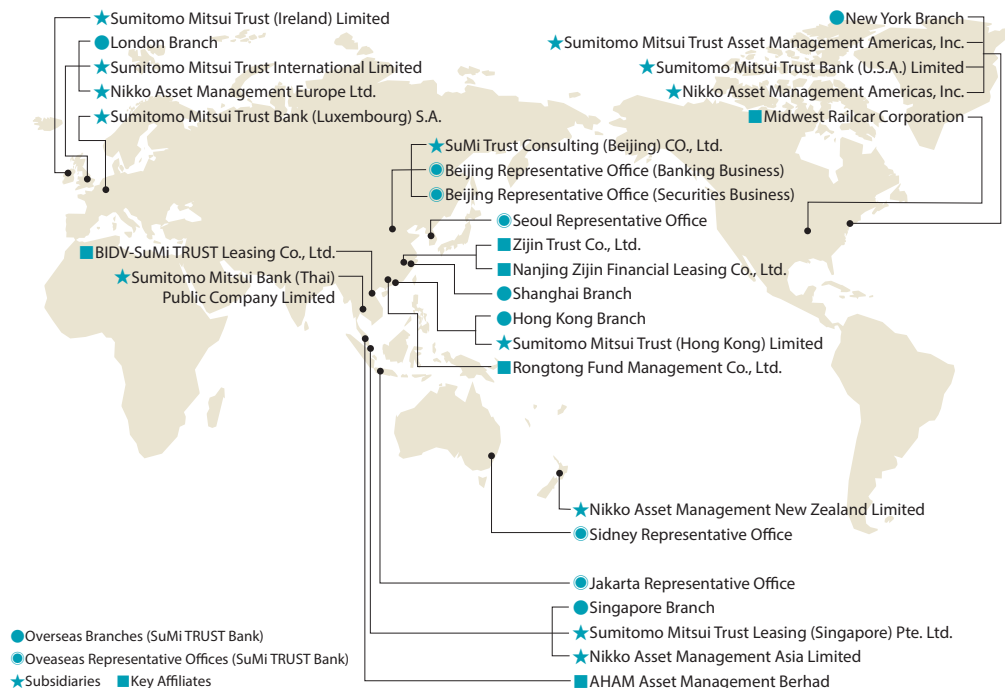 Sumitomo Mitsui Trust (Ireland) Limited
London Branch
Sumitomo Mitsui Trust International Limited
Nikko Asset Management Europe Ltd.
Sumitomo Mitsui Trust Bank (Luxembourg) S.A.
New York Branch
Sumitomo Mitsui Trust Asset Management Americas, Inc.
Sumitomo Mitsui Trust Bank (U.S.A.) Limited
Nikko Asset Management Americas, Inc.
Midwest Railcar Corporation
SuMi Trust Consulting (Beijing) CO., Ltd.
Beijing Representative Office (Banking Business)
Beijing Representative Office (Securities Business)
Seoul Representative Office
Zijin Trust Co., Ltd.
Nanjing Zijin Financial Leasing Co., Ltd.
Shanghai Branch
Hong Kong Branch
Sumitomo Mitsui Trust (Hong Kong) Limited
Rongtong Fund Management Co., Ltd.
BIDV-SuMi TRUST Leasing Co., Ltd.
Sumitomo Mitsui Bank (Thai)
Public Company Limited
Nikko Asset Management New Zealand Limited
Sidney Representative Office
Jakarta Representative Office
Singapore Branch
Sumitomo Mitsui Trust Leasing (Singapore) Pte. Ltd.
Nikko Asset Management Asia Limited
AHAM Asset Management Berhad
Overseas Branches (SuMi TRUST Bank)
Oveaseas Representative Offices (SuMi TRUST Bank)
Subsidiaries Key Affiliates